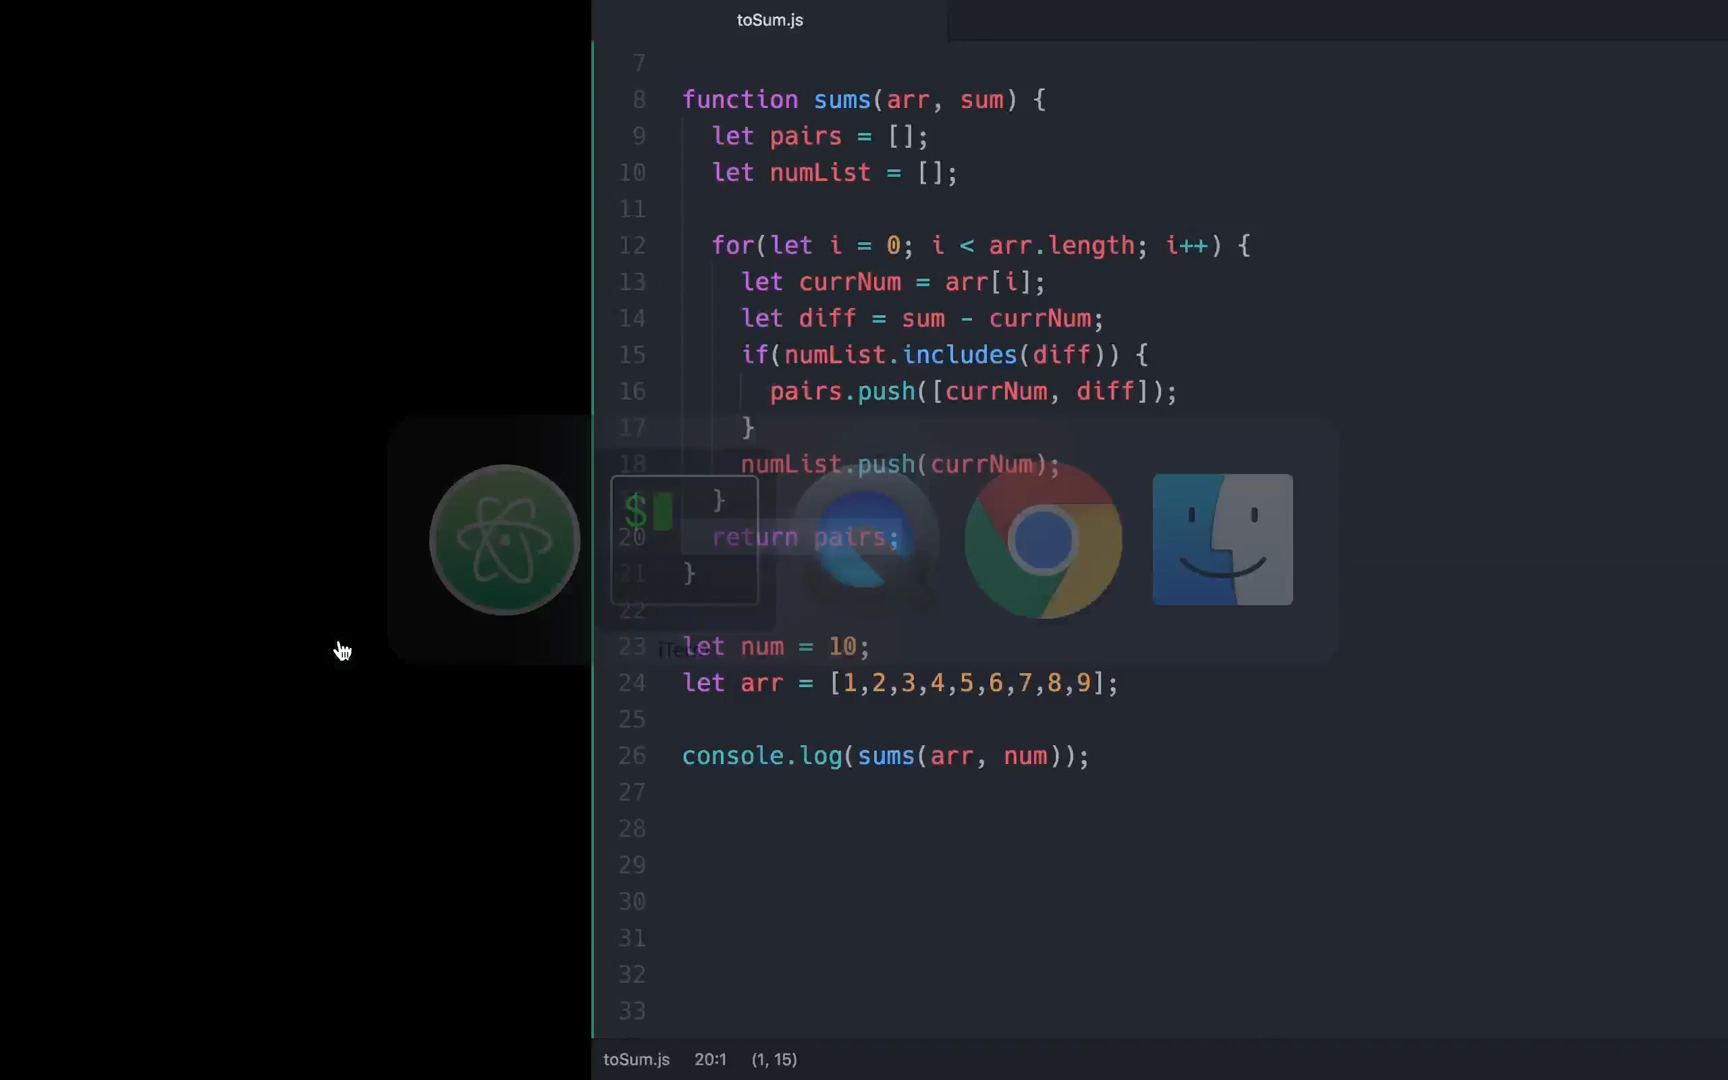 toSum.js
7
8 function sums(arr, sum) {
9 let pairs = [];
10 let numList = [];
11
12 for(let i = 0; i < arr.length; i++) {
13 let currNum = arr[i];
14 let diff = sum - currNum;
15 if(numList.includes(diff)) {
16 pairs.push([currNum, diff]);
17 }
18 numList.push(currNum);
$ }
20 return pairs;
21 }
22
23 let num = 10;
24 let arr = [1,2,3,4,5,6,7,8,9];
25
26 console.log(sums(arr, num));
27
28
29
30
31
32
33
toSum.js 20:1 (1, 15)